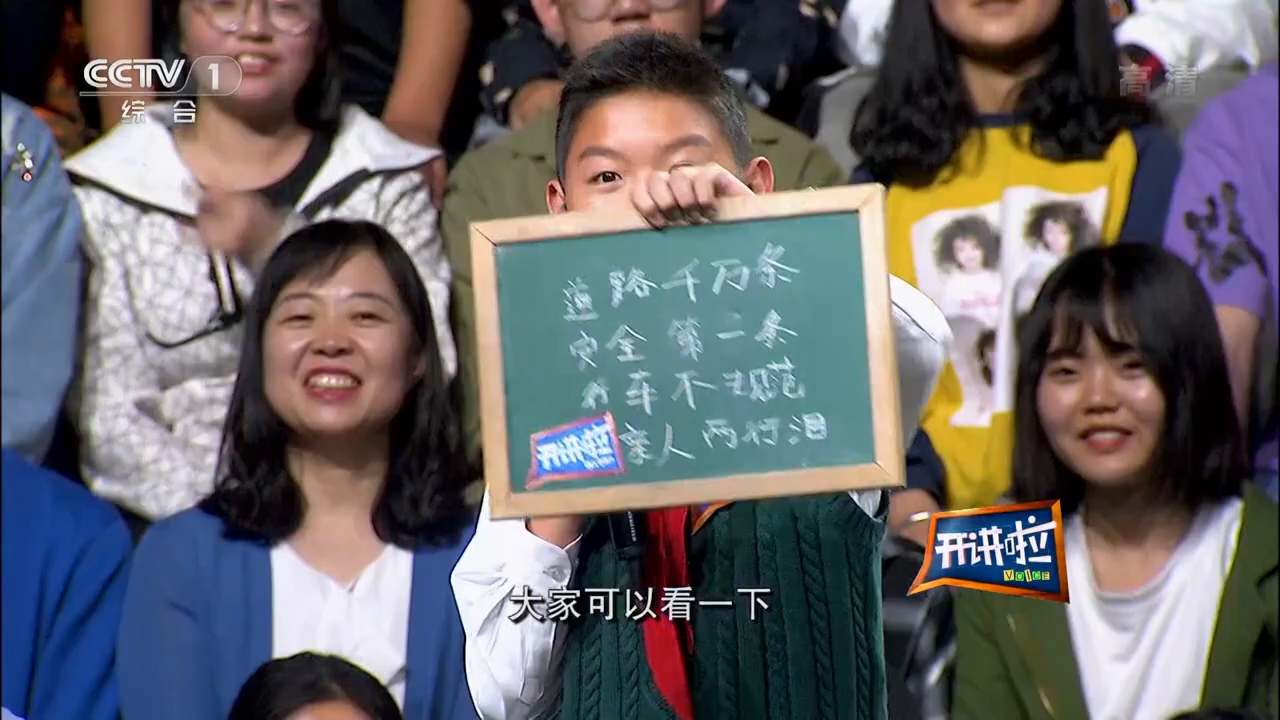 CCTV 1
综合
高清
道路千万条
安全第二条
行车不规范
亲人两行泪
开讲啦
开讲啦
VOICE
大家可以看一下